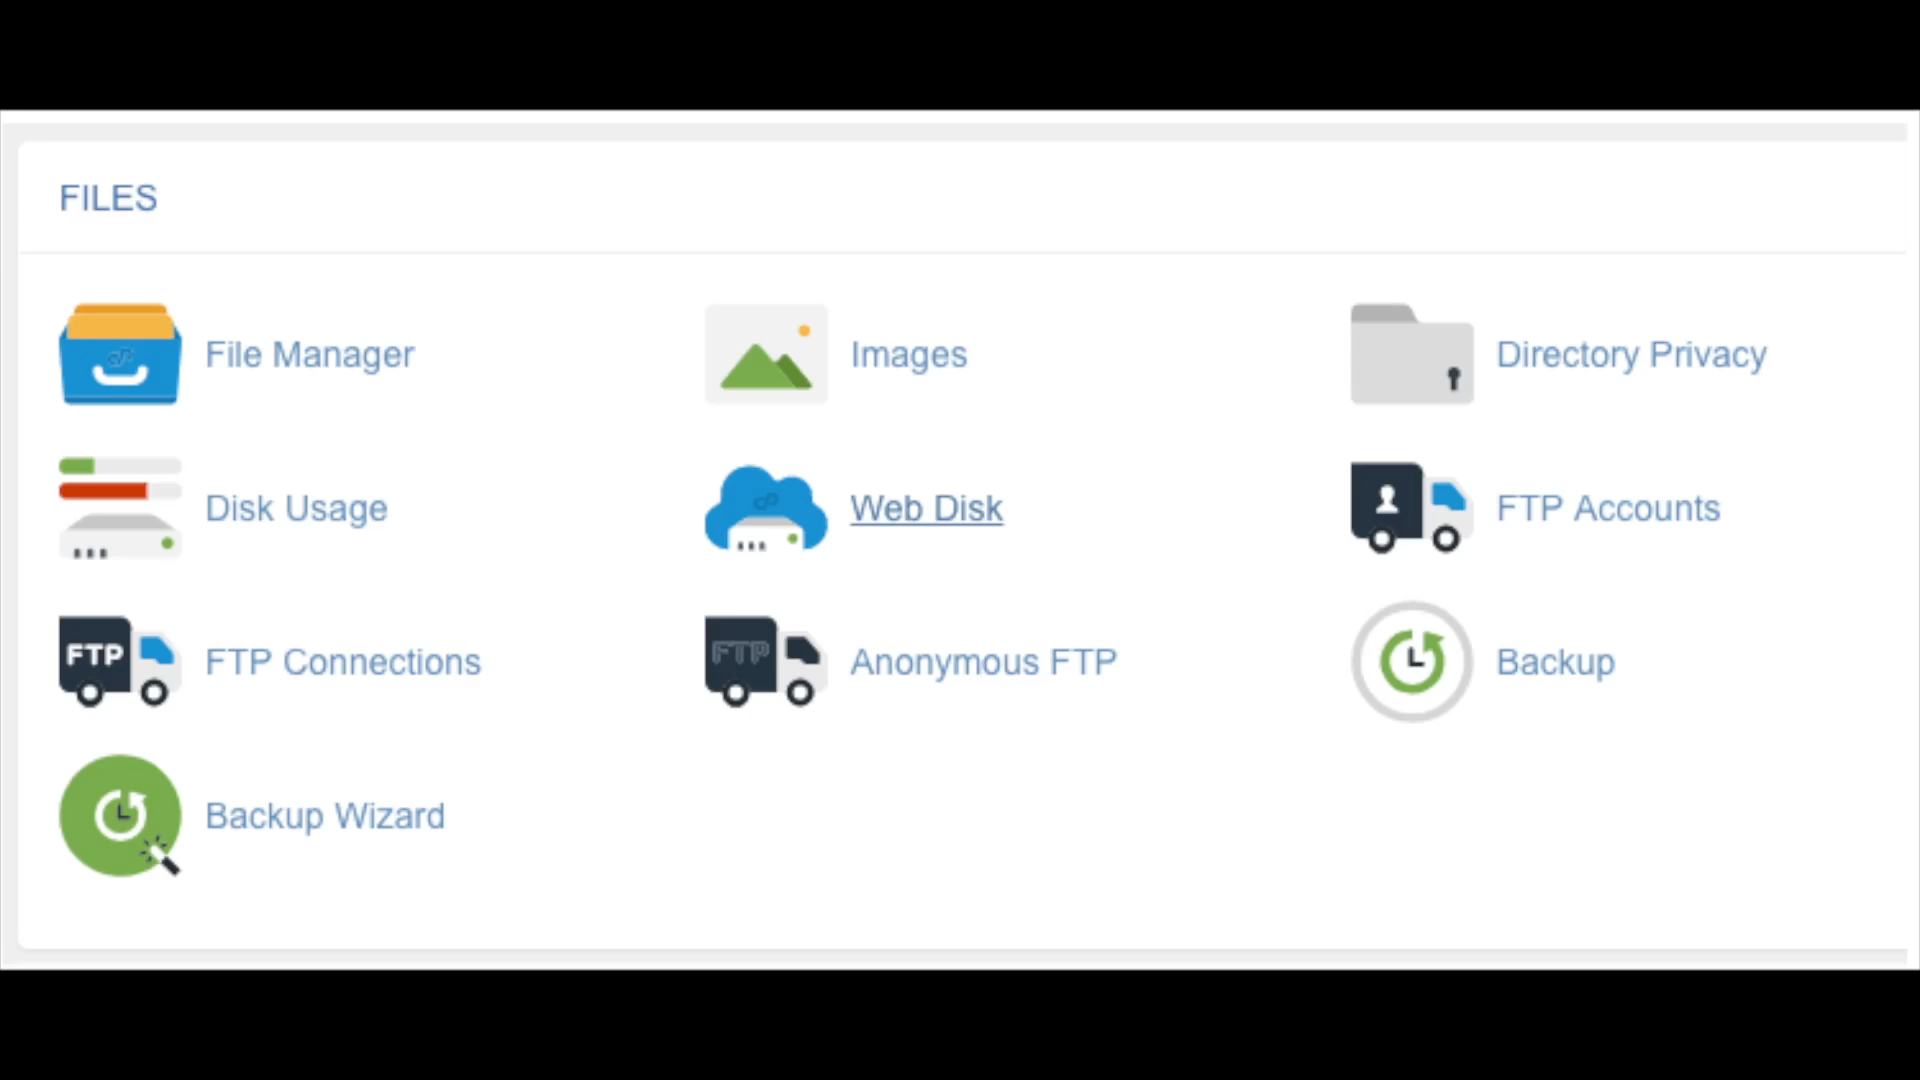 FILES
File Manager
Images
Directory Privacy
Disk Usage
Web Disk
FTP Accounts
FTP
FTP Connections
FTP
Anonymous FTP
Backup
Backup Wizard